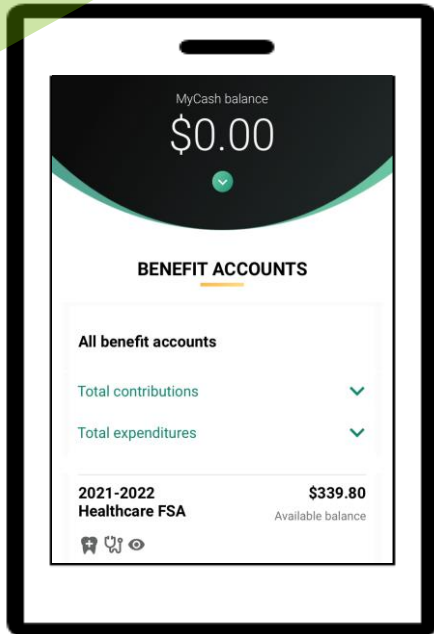 MyCash balance
$0.00
BENEFIT ACCOUNTS
All benefit accounts
Total contributions
Total expenditures
2021-2022 $339.80
Healthcare FSA Available balance